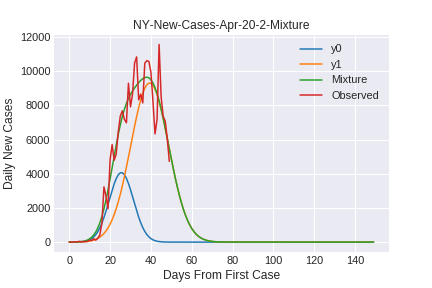 NY-New-Cases-Apr-20-2-Mixture
12000
10000
8000
6000
4000
2000
0
Daily New Cases
y0
y1
Mixture
Observed
0 20 40 60 80 100 120 140
Days From First Case